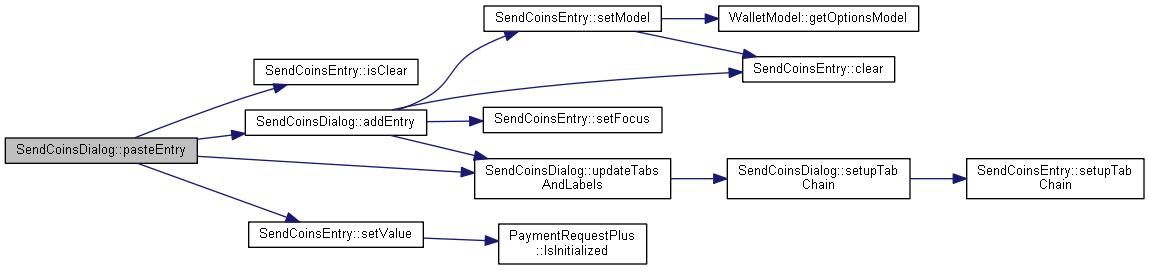 SendCoinsEntry::setModel
WalletModel::getOptionsModel
SendCoinsEntry::isClear
SendCoinsEntry::clear
SendCoinsDialog::addEntry
SendCoinsEntry::setFocus
SendCoinsDialog::pasteEntry
SendCoinsDialog::updateTabs
AndLabels
SendCoinsDialog::setupTab
Chain
SendCoinsEntry::setupTab
Chain
SendCoinsEntry::setValue
PaymentRequestPlus
::IsInitialized